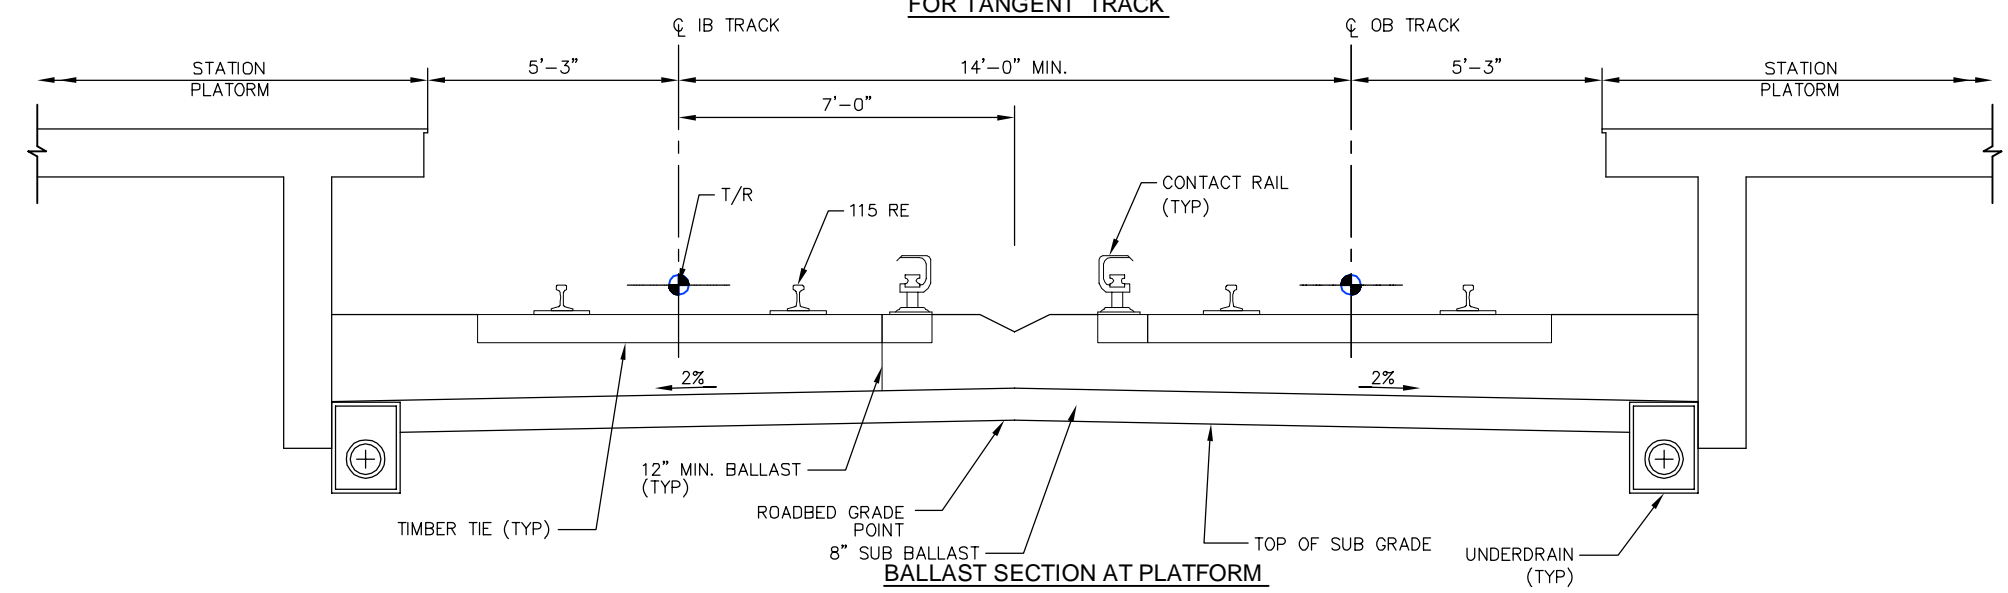 FOR TANGENT TRACK
℄ IB TRACK
℄ OB TRACK
STATION
PLATORM
5'-3"
14'-0" MIN.
5'-3"
STATION
PLATORM
7'-0"
T/R
115 RE
CONTACT RAIL
(TYP)
2%
2%
12" MIN. BALLAST
(TYP)
ROADBED GRADE
POINT
TIMBER TIE (TYP)
8" SUB BALLAST
TOP OF SUB GRADE
UNDERDRAIN
(TYP)
BALLAST SECTION AT PLATFORM